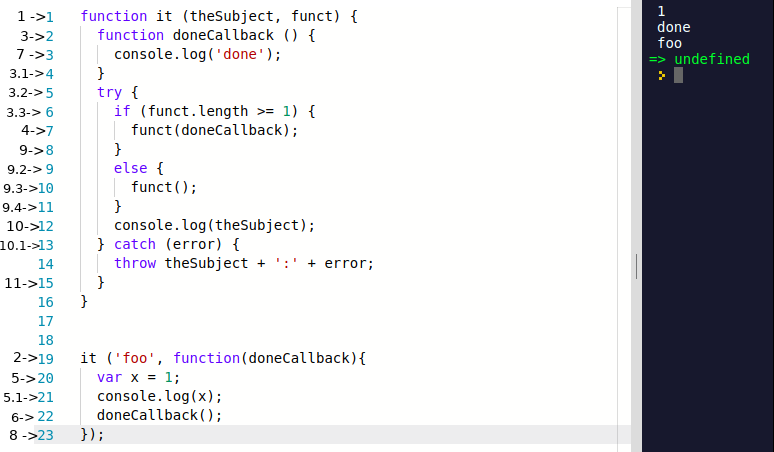 1 ->1 function it (theSubject, funct) {
3->2 function doneCallback () {
7 ->3 console.log('done');
3.1->4 }
3.2->5 try {
3.3-> 6 if (funct.length >= 1) {
4->7 funct(doneCallback);
9->8 }
9.2-> 9 else {
9.3->10 funct();
9.4->11 }
10->12 console.log(theSubject);
10.1->13 } catch (error) {
14 throw theSubject + ':' + error;
11->15 }
16 }
17
18
2->19 it ('foo', function(doneCallback){
5->20 var x = 1;
5.1->21 console.log(x);
6-> 22 doneCallback();
8 ->23 });
1
done
foo
=> undefined